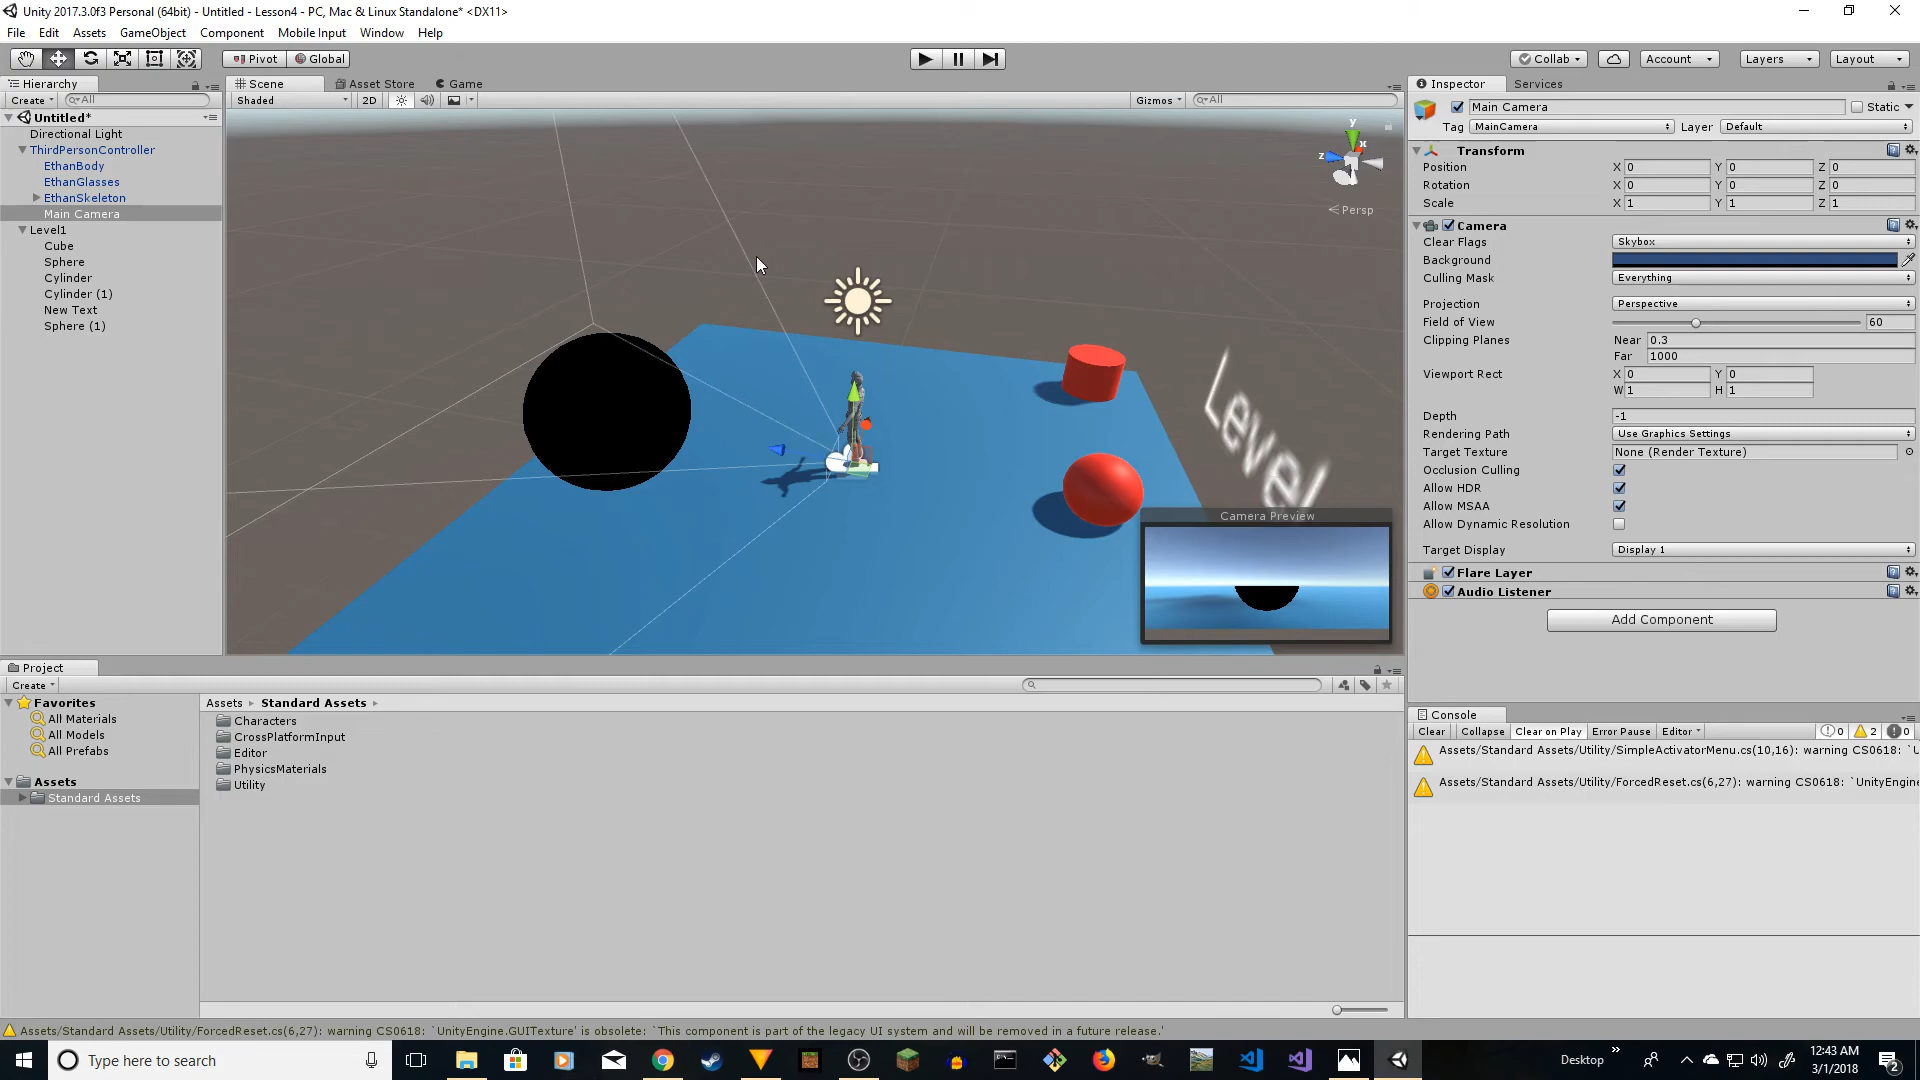 Unity 2017.3.0f3 Personal (64bit) - Untitled - Lesson4 - PC, Mac & Linux Standalone* <DX11>
File Edit Assets GameObject Component Mobile Input Window Help
Pivot Global Collab Account Layers Layout
Hierarchy
Create All
Untitled*
Directional Light
ThirdPersonController
EthanBody
EthanGlasses
EthanSkeleton
Main Camera
Level1
Cube
Sphere
Cylinder
Cylinder (1)
New Text
Sphere (1)
Scene Asset Store Game
Shaded 2D Gizmos All
y
x
z
Persp
Level
Camera Preview
Inspector Services
Main Camera Static
Tag MainCamera Layer Default
Transform
Position X 0 Y 0 Z 0
Rotation X 0 Y 0 Z 0
Scale X 1 Y 1 Z 1
Camera
Clear Flags Skybox
Background
Culling Mask Everything
Projection Perspective
Field of View 60
Clipping Planes Near 0.3
Far 1000
Viewport Rect X 0 Y 0
W 1 H 1
Depth -1
Rendering Path Use Graphics Settings
Target Texture None (Render Texture)
Occlusion Culling
Allow HDR
Allow MSAA
Allow Dynamic Resolution
Target Display Display 1
Flare Layer
Audio Listener
Add Component
Project
Create
Favorites
All Materials
All Models
All Prefabs
Assets
Standard Assets
Assets Standard Assets
Characters
CrossPlatformInput
Editor
PhysicsMaterials
Utility
Console
Clear Collapse Clear on Play Error Pause Editor 0 2 0
Assets/Standard Assets/Utility/SimpleActivatorMenu.cs(10,16): warning CS0618: `U
Assets/Standard Assets/Utility/ForcedReset.cs(6,27): warning CS0618: `UnityEngine
Assets/Standard Assets/Utility/ForcedReset.cs(6,27): warning CS0618: `UnityEngine.GUITexture' is obsolete: `This component is part of the legacy UI system and will be removed in a future release.'
Type here to search
Desktop
12:43 AM
3/1/2018
2